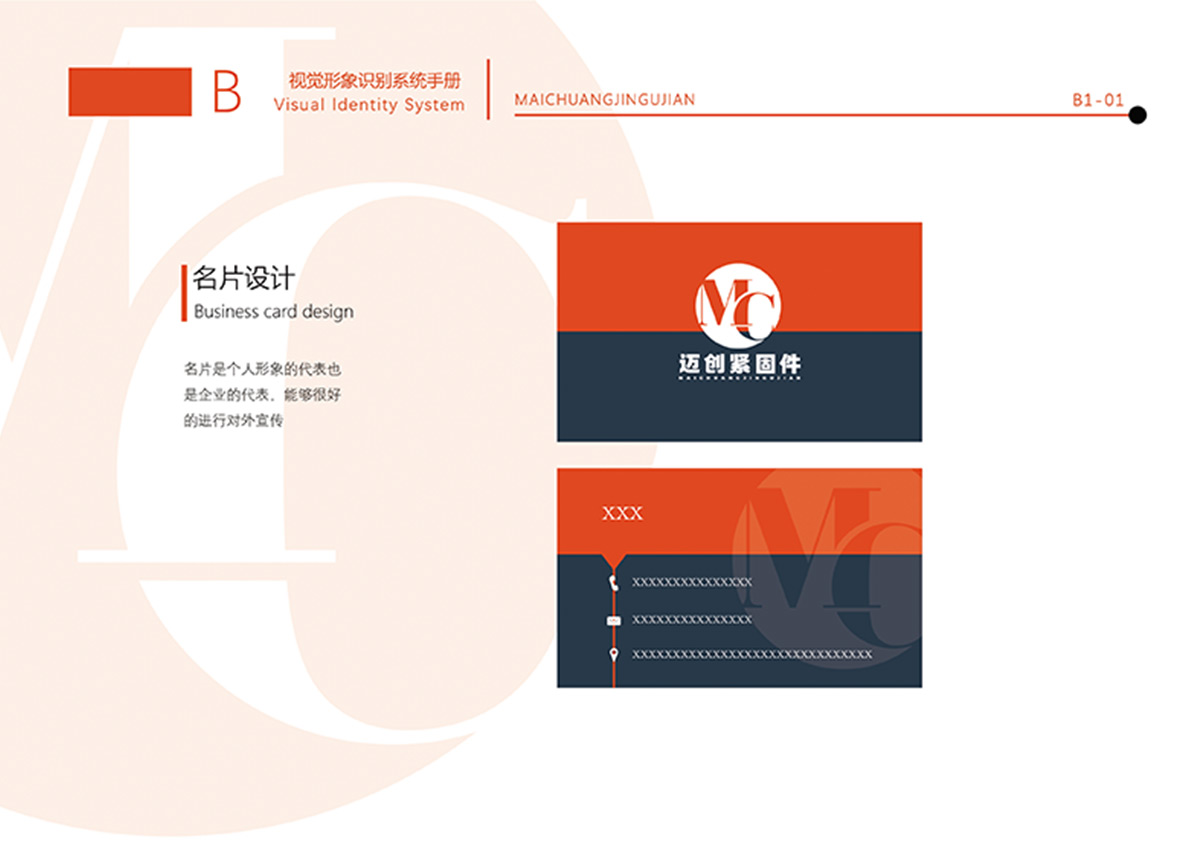 B
视觉形象识别系统手册
Visual Identity System
MAICHUANGJINGUJIAN
B1-01
名片设计
Business card design
名片是个人形象的代表也
是企业的代表，能够很好
的进行对外宣传
MC
迈创紧固件
MAICHUANGJINGUJIAN
XXX
MC
XXXXXXXXXXXXXXX
XXXXXXXXXXXXXXX
XXXXXXXXXXXXXXXXXXXXXXXXXXXXXX